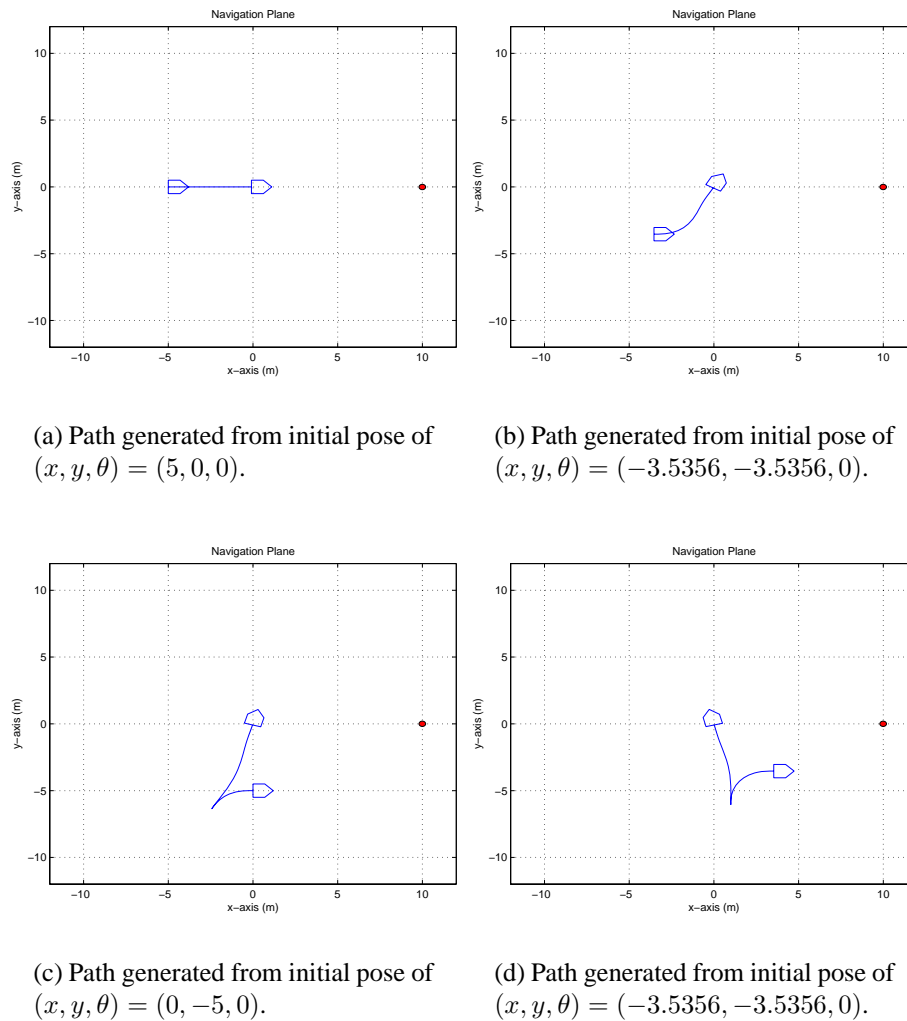 Navigation Plane
10
5
0
−5
−10
y−axis (m)
−10 −5 0 5 10
x−axis (m)
(a) Path generated from initial pose of
(x, y, θ) = (5, 0, 0).
Navigation Plane
10
5
0
−5
−10
y−axis (m)
−10 −5 0 5 10
x−axis (m)
(b) Path generated from initial pose of
(x, y, θ) = (−3.5356, −3.5356, 0).
Navigation Plane
10
5
0
−5
−10
y−axis (m)
−10 −5 0 5 10
x−axis (m)
(c) Path generated from initial pose of
(x, y, θ) = (0, −5, 0).
Navigation Plane
10
5
0
−5
−10
y−axis (m)
−10 −5 0 5 10
x−axis (m)
(d) Path generated from initial pose of
(x, y, θ) = (−3.5356, −3.5356, 0).